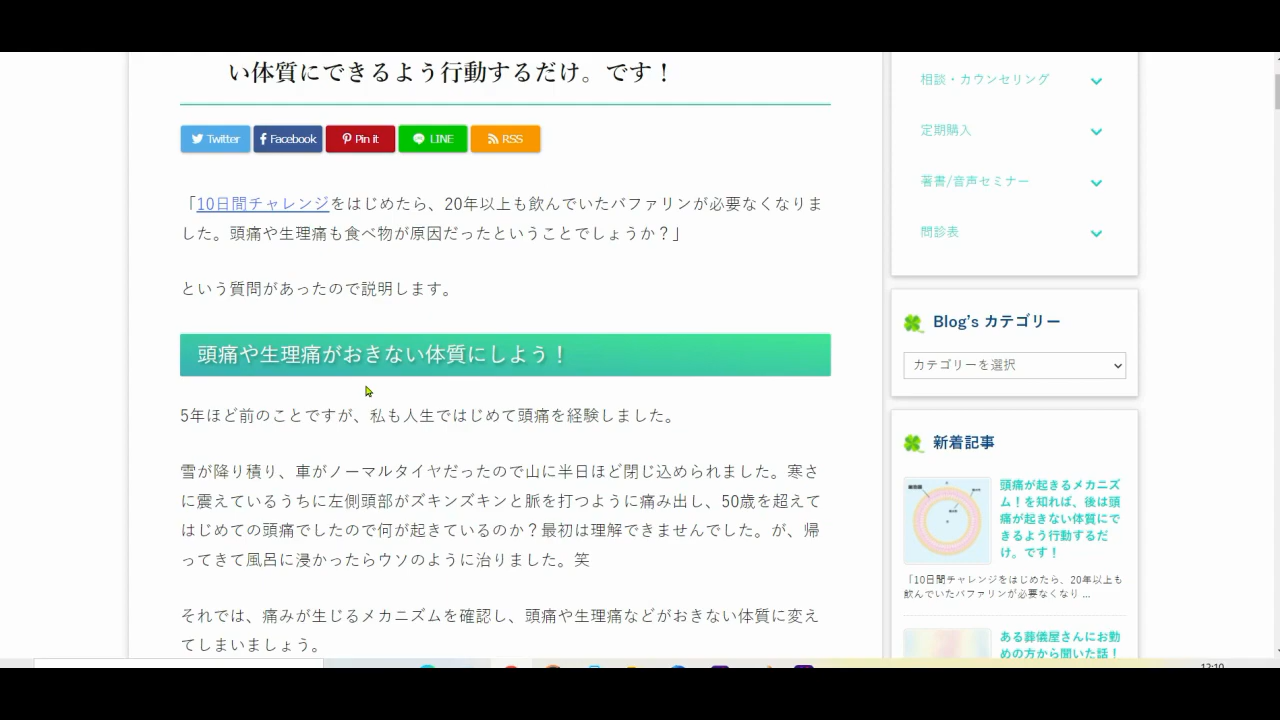 い体質にできるよう行動するだけ。です！
Twitter
Facebook
Pin it
LINE
RSS
「10日間チャレンジをはじめたら、20年以上も飲んでいたバファリンが必要なくなりま
した。頭痛や生理痛も食べ物が原因だったということでしょうか？」
という質問があったので説明します。
頭痛や生理痛がおきない体質にしよう！
5年ほど前のことですが、私も人生ではじめて頭痛を経験しました。
雪が降り積り、車がノーマルタイヤだったので山に半日ほど閉じ込められました。寒さ
に震えているうちに左側頭部がズキンズキンと脈を打つように痛み出し、50歳を超えて
はじめての頭痛でしたので何が起きているのか？最初は理解できませんでした。が、帰
ってきて風呂に浸かったらウソのように治りました。笑
それでは、痛みが生じるメカニズムを確認し、頭痛や生理痛などがおきない体質に変え
てしまいましょう。
相談・カウンセリング
定期購入
著書/音声セミナー
問診表
Blog's カテゴリー
カテゴリーを選択
新着記事
頭痛が起きるメカニズ
ム！を知れば、後は頭
痛が起きない体質にで
きるよう行動するだ
け。です！
「10日間チャレンジをはじめたら、20年以上も
飲んでいたバファリンが必要なくなり ...
ある葬儀屋さんにお勤
めの方から聞いた話！